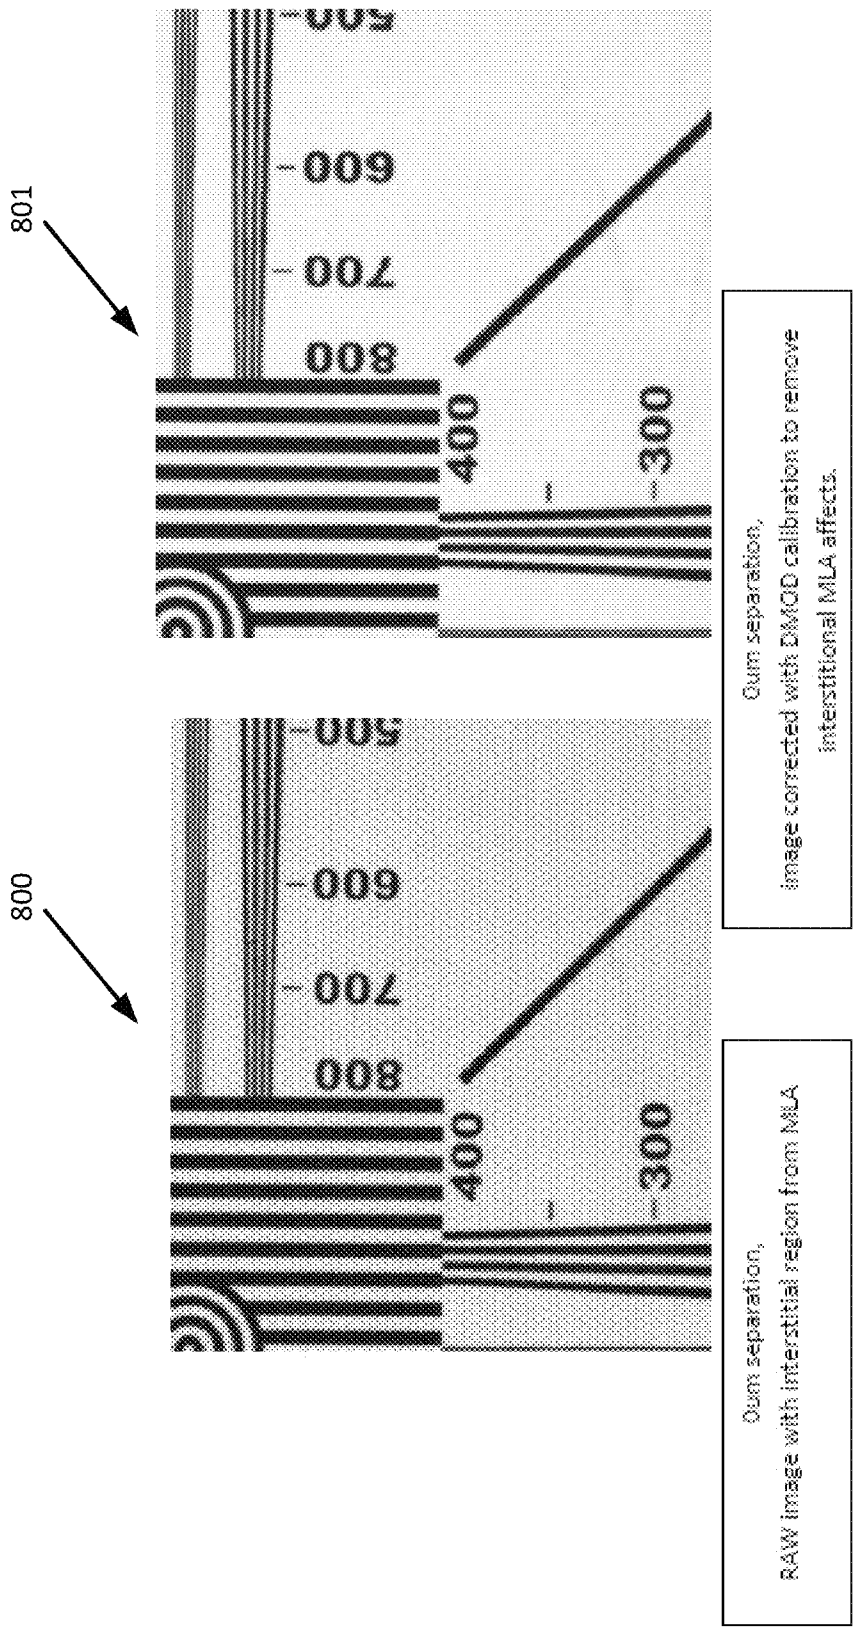 800
801
500
600
700
800
400
300
500
600
700
800
400
300
0um separation,
RAW image with interstitial region from MLA
0um separation,
Image corrected with DMOD calibration to remove
interstitional MLA affects.